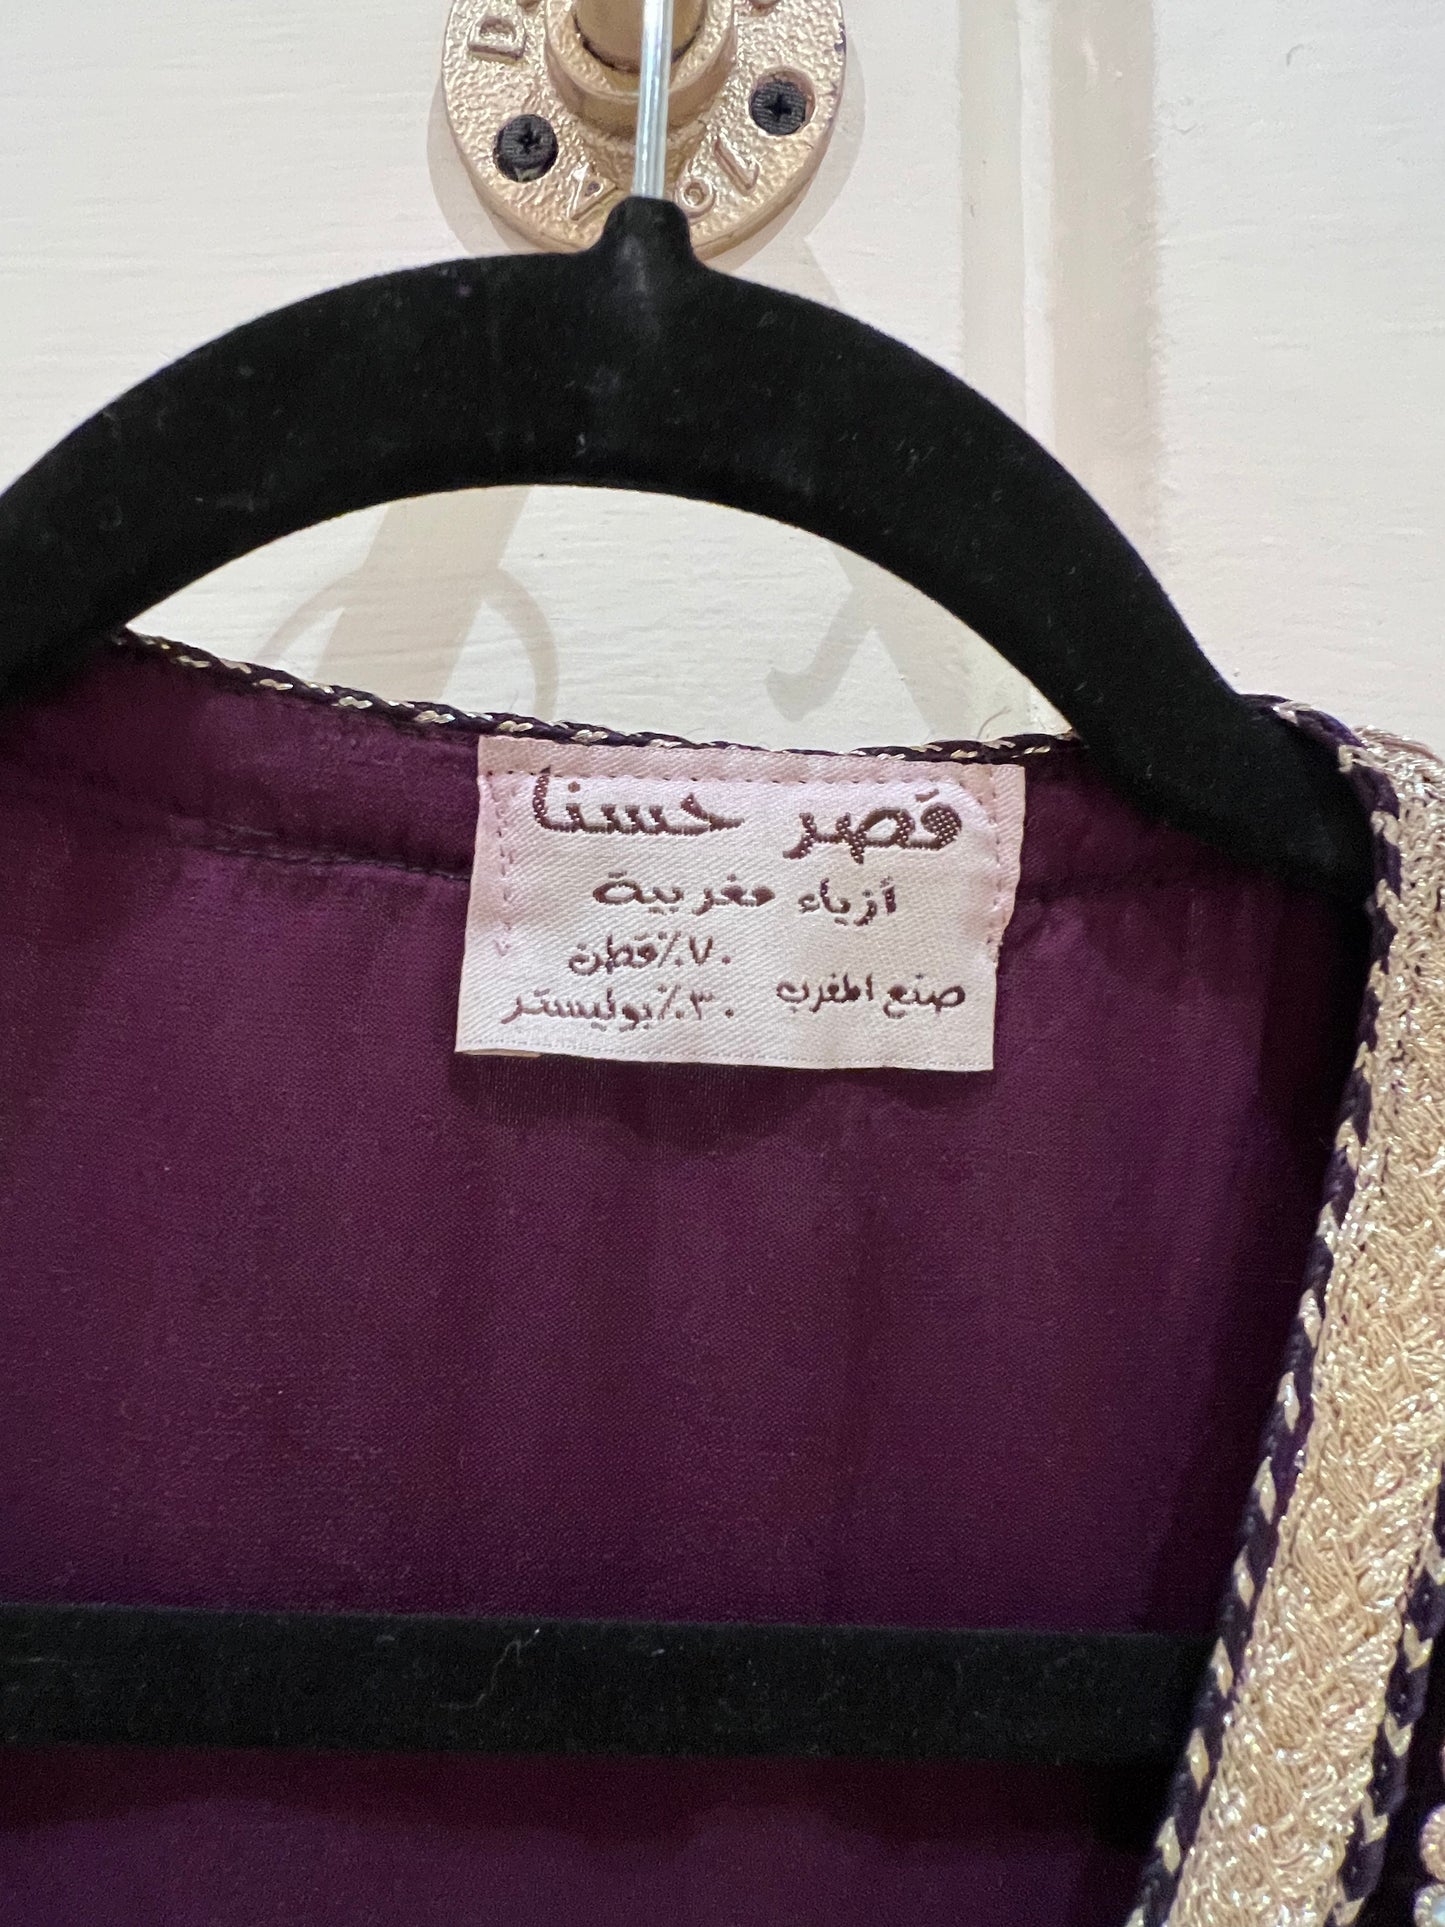 قصر حسنا
أزياء مغربية
٧٠٪ قطن
صنع المغرب
٣٠٪ بوليستر